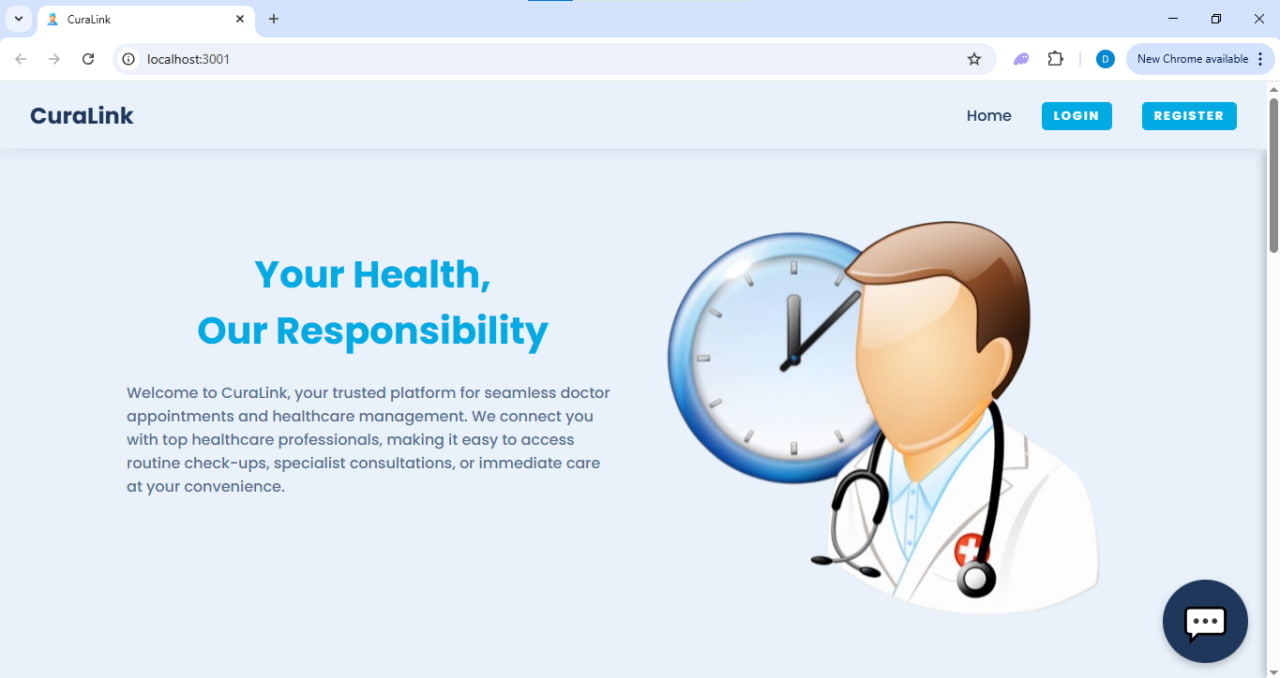 CuraLink
localhost:3001
D
New Chrome available
CuraLink
Home
LOGIN
REGISTER
Your Health,
Our Responsibility
Welcome to CuraLink, your trusted platform for seamless doctor
appointments and healthcare management. We connect you
with top healthcare professionals, making it easy to access
routine check-ups, specialist consultations, or immediate care
at your convenience.